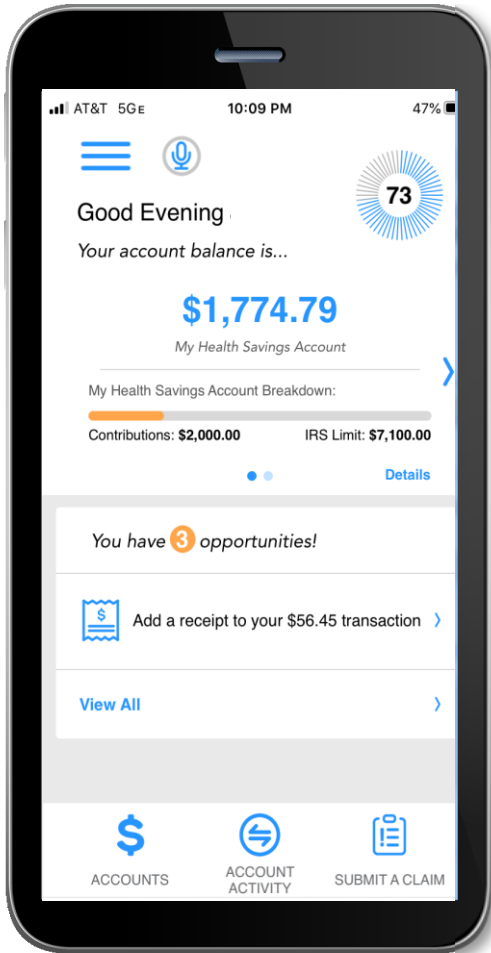 AT&T 5GE 10:09 PM 47%
73
Good Evening
Your account balance is...
$1,774.79
My Health Savings Account
My Health Savings Account Breakdown:
Contributions: $2,000.00 IRS Limit: $7,100.00
Details
You have 3 opportunities!
$
Add a receipt to your $56.45 transaction
View All
$
ACCOUNTS
ACCOUNT
ACTIVITY
SUBMIT A CLAIM